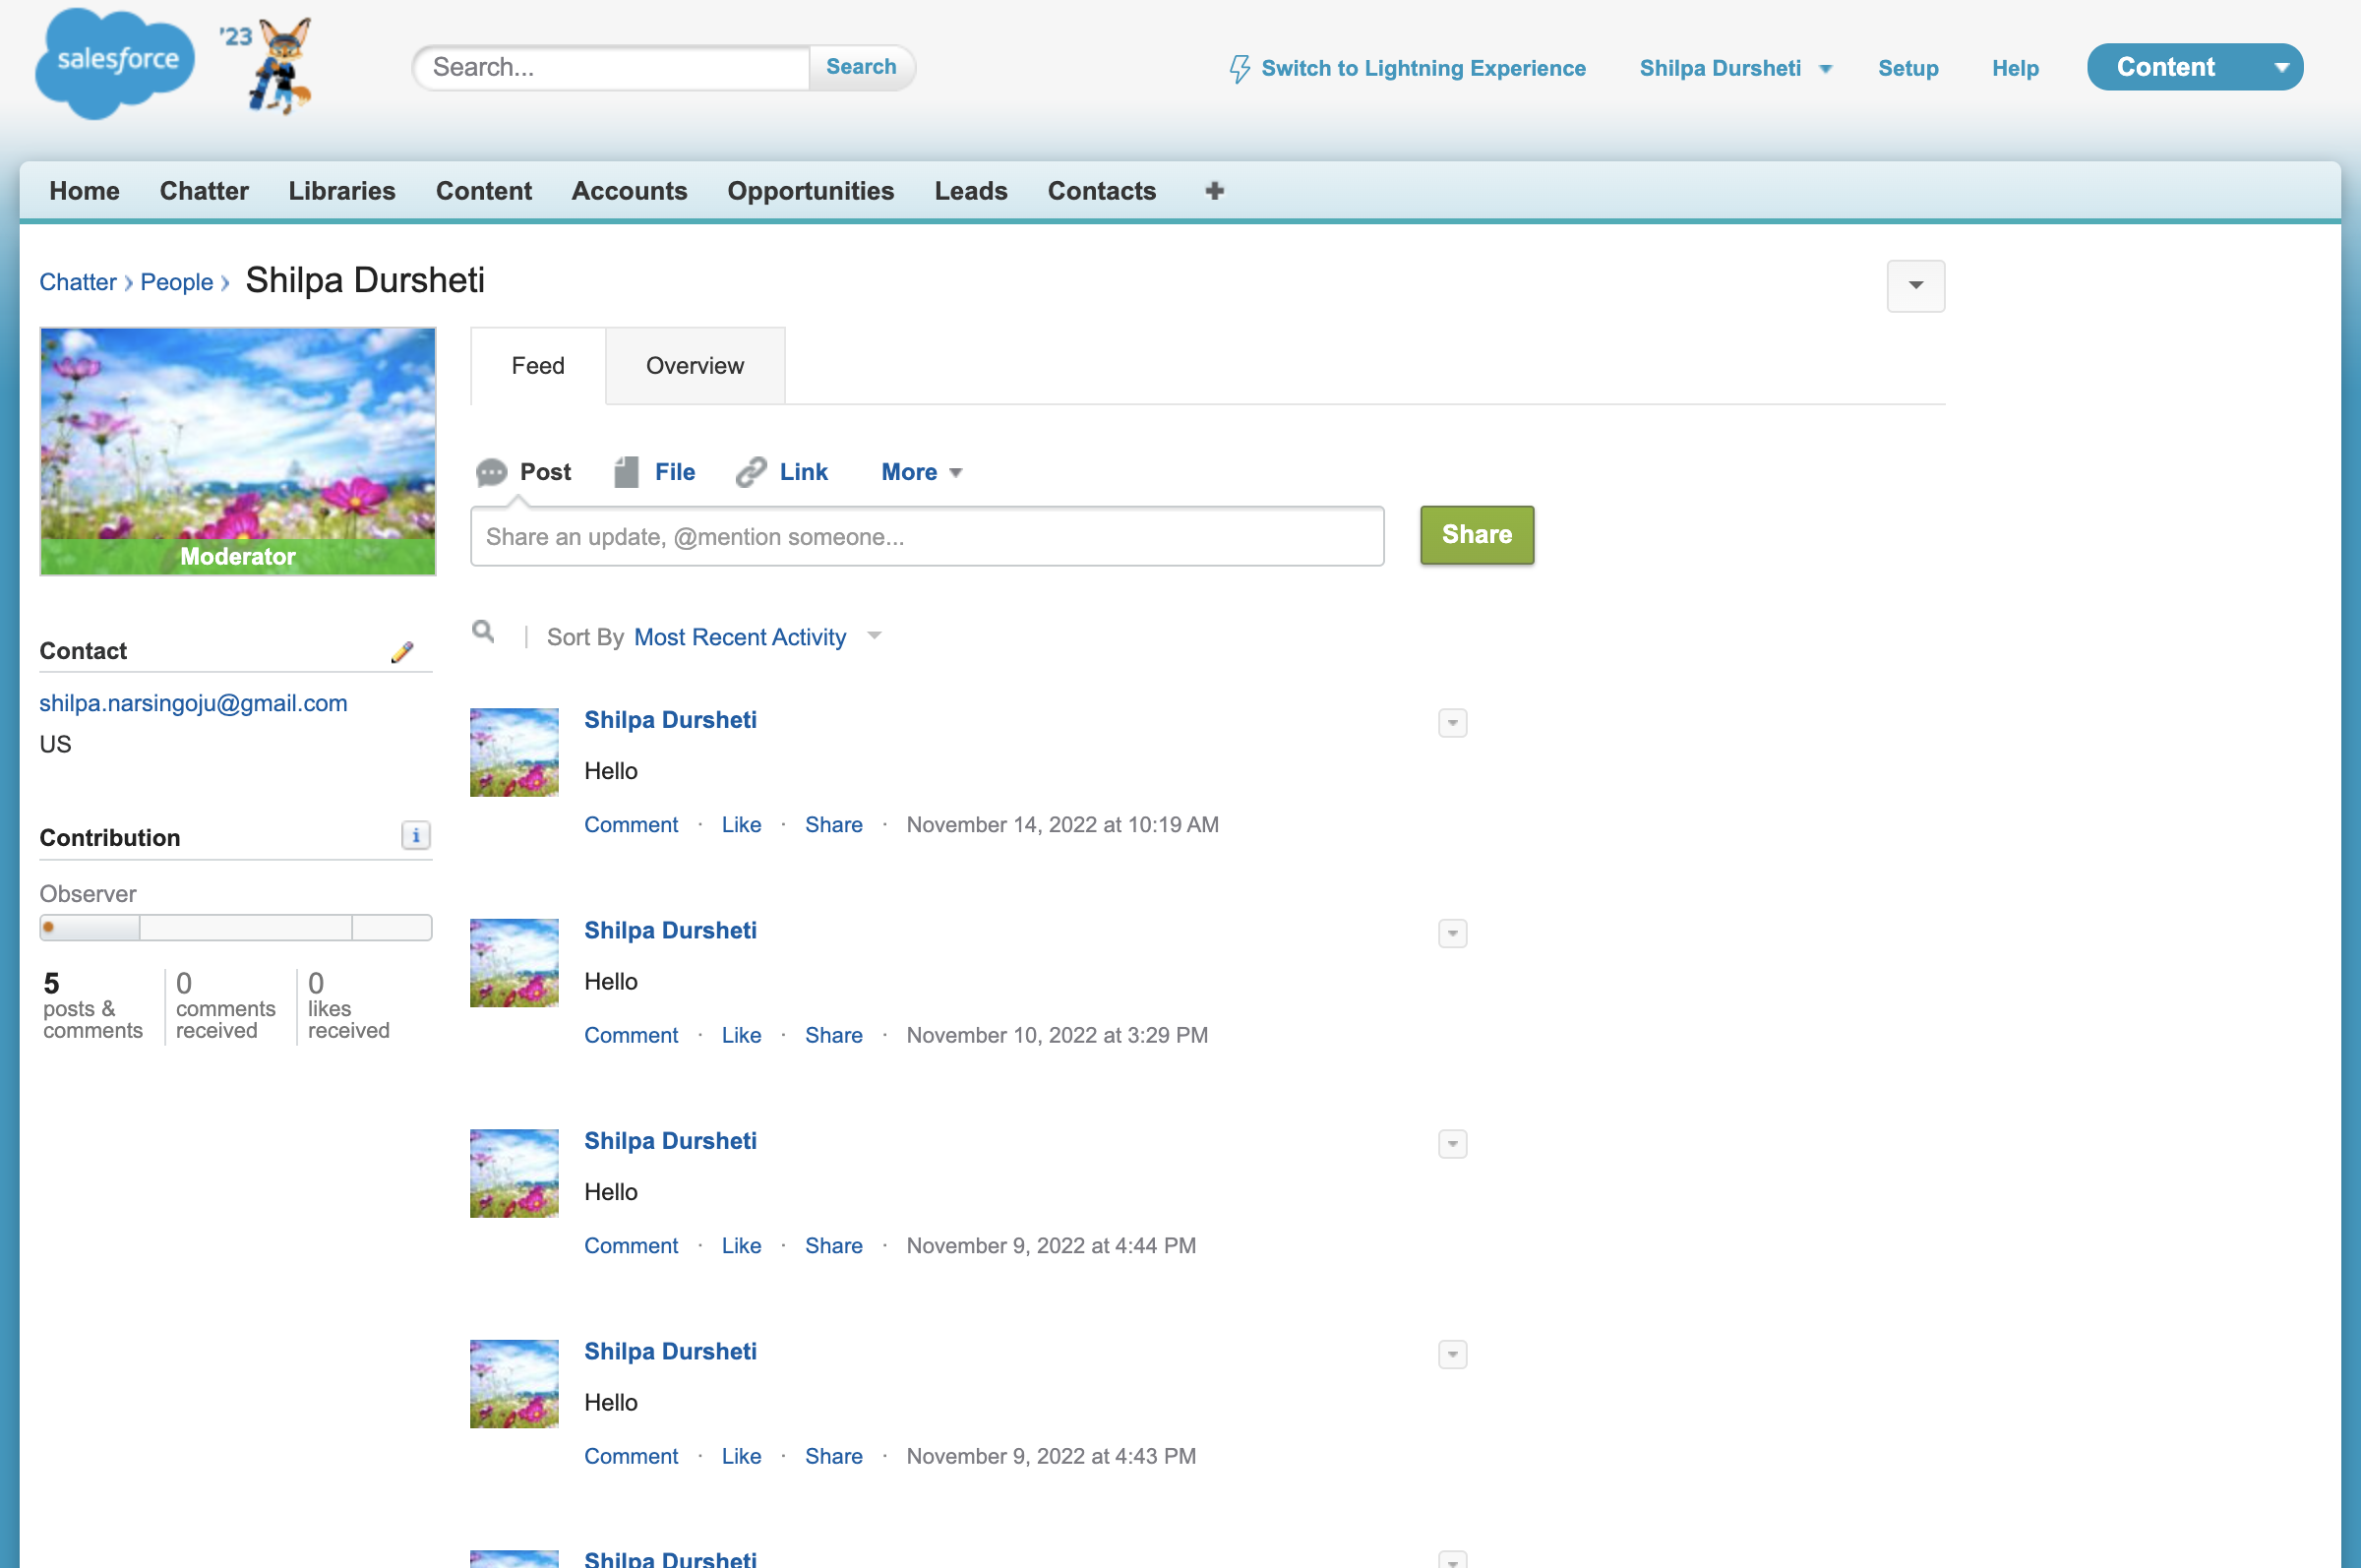 salesforce
'23
Search...
Search
Switch to Lightning Experience
Shilpa Dursheti
Setup
Help
Content
Home
Chatter
Libraries
Content
Accounts
Opportunities
Leads
Contacts
Chatter
People
Shilpa Dursheti
Moderator
Feed
Overview
Post
File
Link
More
Share an update, @mention someone...
Share
Contact
shilpa.narsingoju@gmail.com
US
Contribution
i
Observer
5
posts &
comments
0
comments
received
0
likes
received
Sort By Most Recent Activity
Shilpa Dursheti
Hello
Comment · Like · Share · November 14, 2022 at 10:19 AM
Shilpa Dursheti
Hello
Comment · Like · Share · November 10, 2022 at 3:29 PM
Shilpa Dursheti
Hello
Comment · Like · Share · November 9, 2022 at 4:44 PM
Shilpa Dursheti
Hello
Comment · Like · Share · November 9, 2022 at 4:43 PM
Shilpa Dursheti